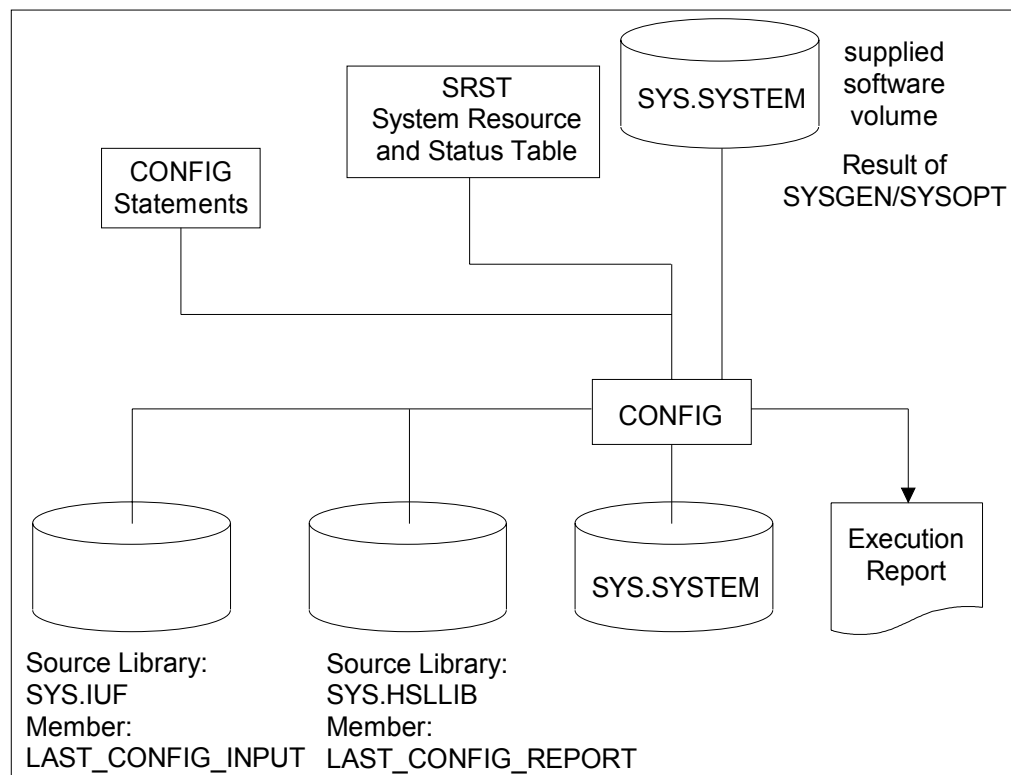 supplied
software
volume
SYS.SYSTEM
SRST
System Resource
and Status Table
Result of
SYSGEN/SYSOPT
CONFIG
Statements
CONFIG
Execution
Report
SYS.SYSTEM
Source Library:
SYS.IUF
Member:
LAST_CONFIG_INPUT
Source Library:
SYS.HSLLIB
Member:
LAST_CONFIG_REPORT